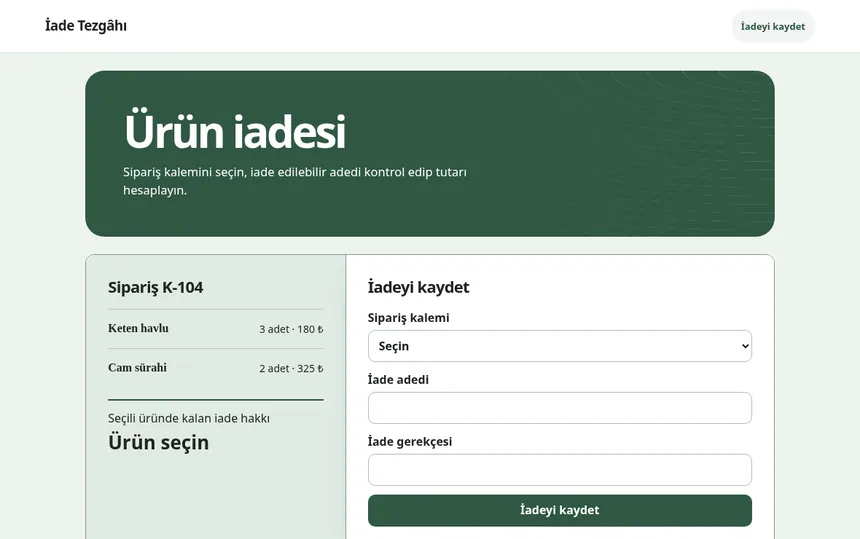 İade Tezgâhı
İadeyi kaydet
Ürün iadesi
Sipariş kalemini seçin, iade edilebilir adedi kontrol edip tutarı
hesaplayın.
Sipariş K-104
Keten havlu 3 adet · 180 ₺
Cam sürahi 2 adet · 325 ₺
Seçili üründe kalan iade hakkı
Ürün seçin
İadeyi kaydet
Sipariş kalemi
Seçin
İade adedi
İade gerekçesi
İadeyi kaydet